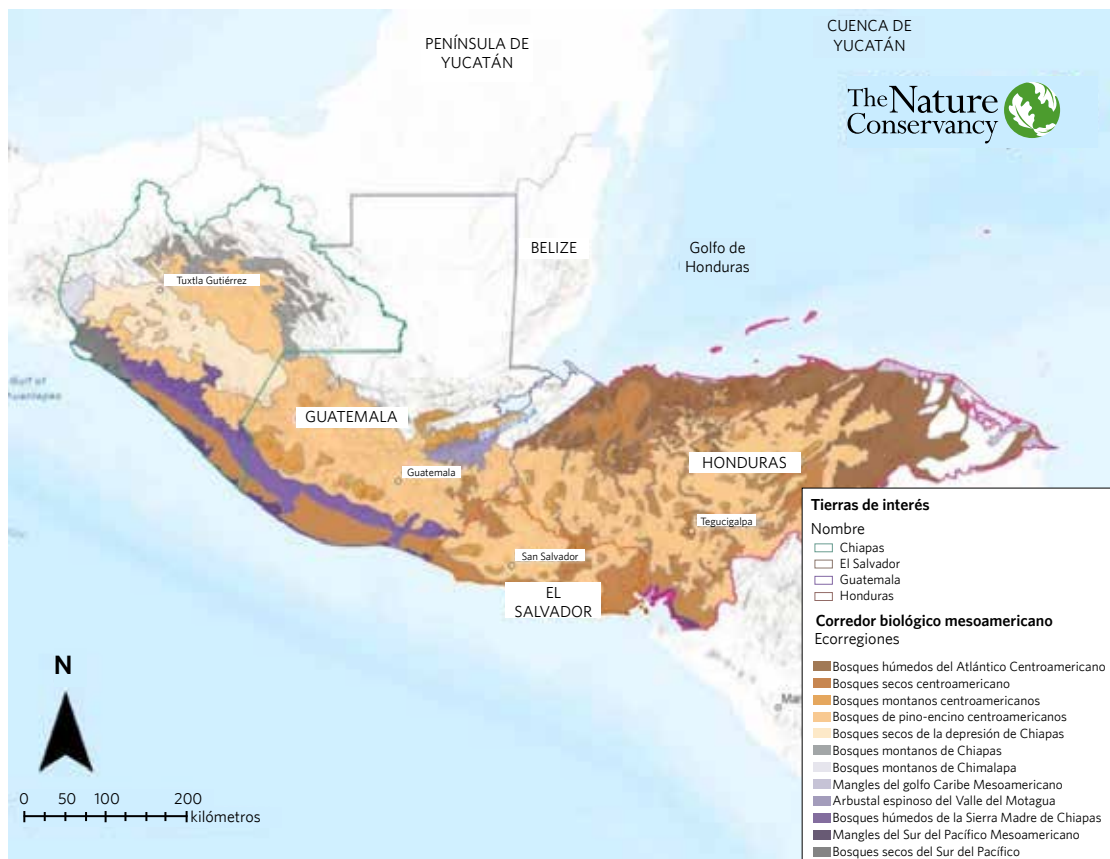 PENÍNSULA DE
YUCATÁN
CUENCA DE
YUCATÁN
The Nature
Conservancy
BELIZE
Golfo de
Honduras
Tuxtla Gutiérrez
GUATEMALA
Guatemala
HONDURAS
Tegucigalpa
San Salvador
EL
SALVADOR
N
0 50 100 200
kilómetros
Tierras de interés
Nombre
Chiapas
El Salvador
Guatemala
Honduras
Corredor biológico mesoamericano
Ecorregiones
Bosques húmedos del Atlántico Centroamericano
Bosques secos centroamericano
Bosques montanos centroamericanos
Bosques de pino-encino centroamericanos
Bosques secos de la depresión de Chiapas
Bosques montanos de Chiapas
Bosques montanos de Chimalapa
Mangles del golfo Caribe Mesoamericano
Arbustal espinoso del Valle del Motagua
Bosques húmedos de la Sierra Madre de Chiapas
Mangles del Sur del Pacífico Mesoamericano
Bosques secos del Sur del Pacífico